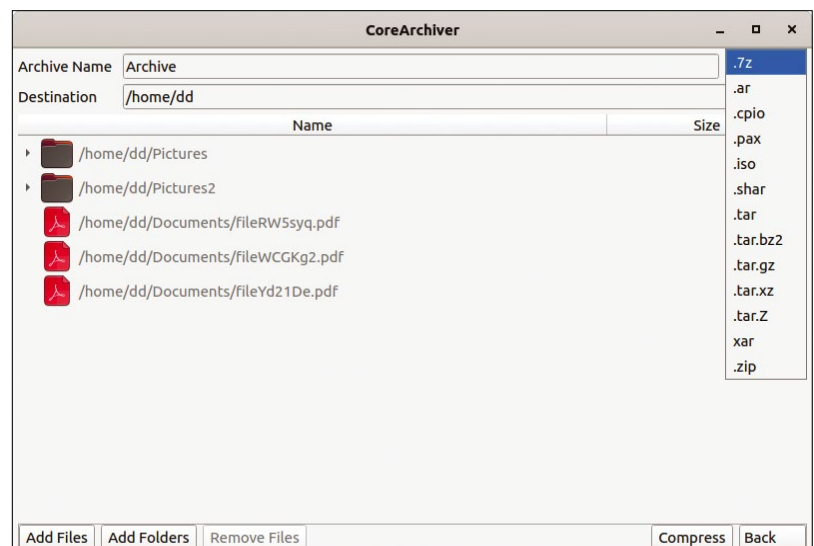 CoreArchiver
Archive Name Archive .7z
Destination /home/dd .ar
.cpio
Name Size
.pax
/home/dd/Pictures .iso
/home/dd/Pictures2 .shar
.tar
/home/dd/Documents/fileRW5syq.pdf .tar.bz2
/home/dd/Documents/fileWCGKg2.pdf .tar.gz
/home/dd/Documents/fileYd21De.pdf .tar.xz
.tar.Z
xar
.zip
Add Files Add Folders Remove Files Compress Back